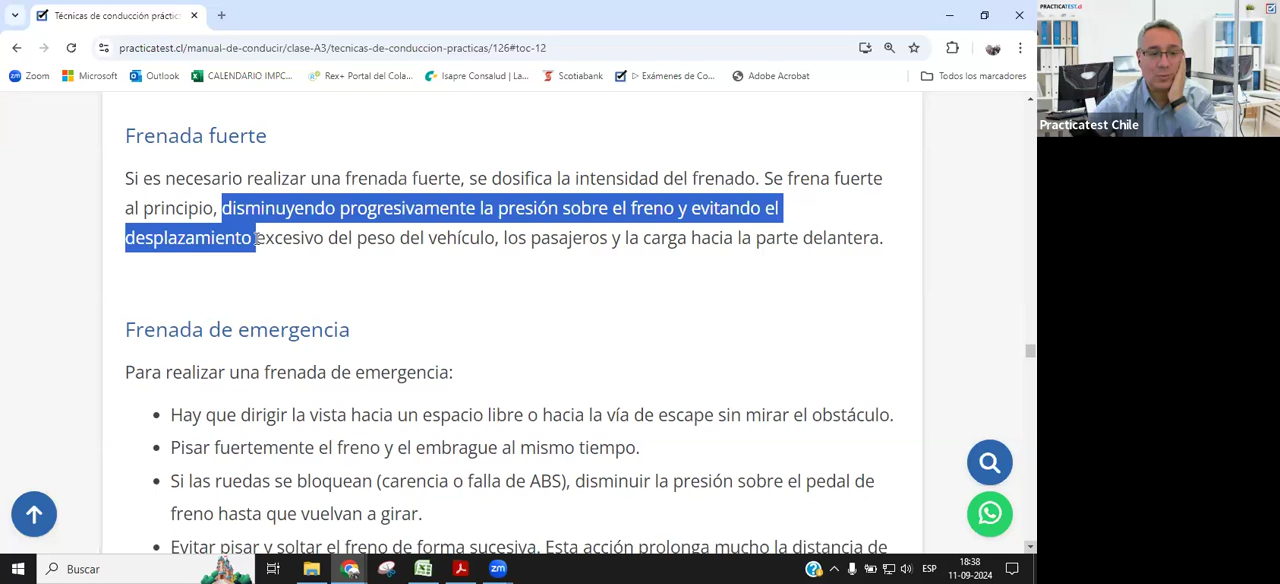 Técnicas de conducción práctic
practicatest.cl/manual-de-conducir/clase-A3/tecnicas-de-conduccion-practicas/126#toc-12
Zoom
Microsoft
Outlook
CALENDARIO IMPC...
Rex+ Portal del Cola...
Isapre Consalud | La...
Scotiabank
▷ Exámenes de Co...
Adobe Acrobat
Todos los marcadores
Frenada fuerte
Si es necesario realizar una frenada fuerte, se dosifica la intensidad del frenado. Se frena fuerte
al principio, disminuyendo progresivamente la presión sobre el freno y evitando el
desplazamiento excesivo del peso del vehículo, los pasajeros y la carga hacia la parte delantera.
Frenada de emergencia
Para realizar una frenada de emergencia:
• Hay que dirigir la vista hacia un espacio libre o hacia la vía de escape sin mirar el obstáculo.
• Pisar fuertemente el freno y el embrague al mismo tiempo.
• Si las ruedas se bloquean (carencia o falla de ABS), disminuir la presión sobre el pedal de
freno hasta que vuelvan a girar.
• Evitar pisar y soltar el freno de forma sucesiva. Esta acción prolonga mucho la distancia de
Buscar
ESP
18:38
11-09-2024
PRACTICATEST.cl
Practicatest Chile